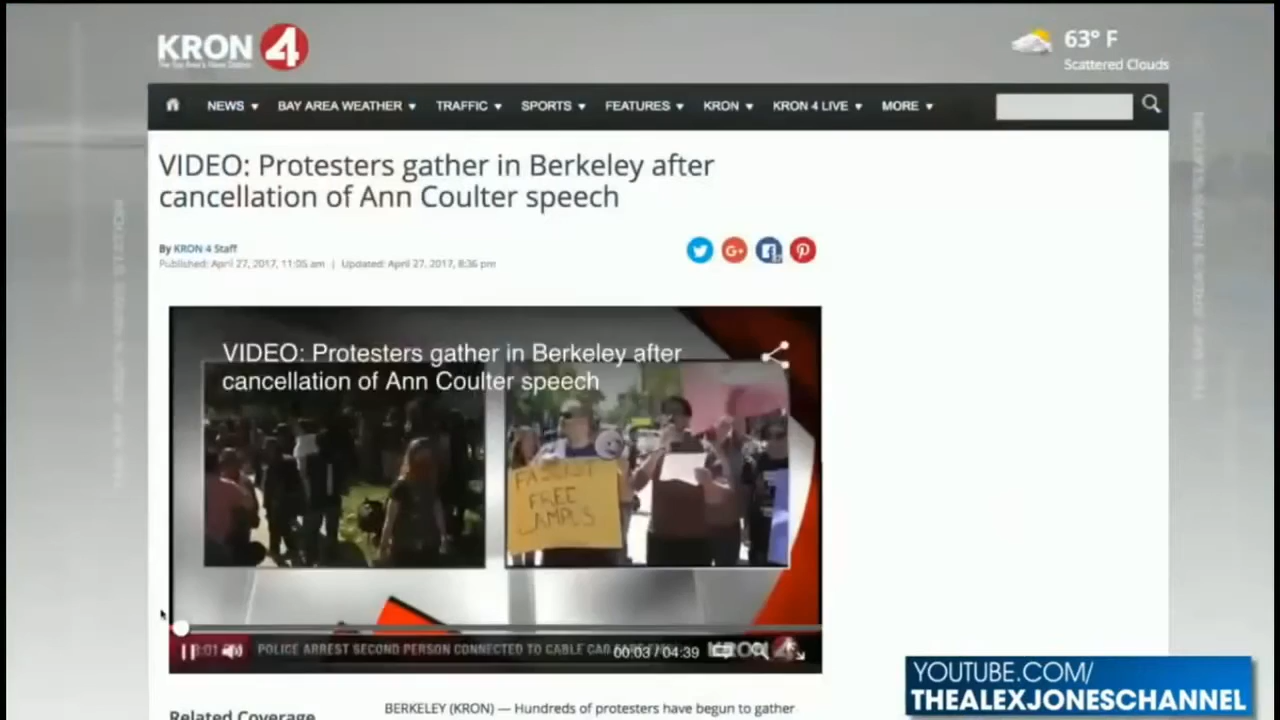 KRON 4
63° F
Scattered Clouds
NEWS
BAY AREA WEATHER
TRAFFIC
SPORTS
FEATURES
KRON
KRON 4 LIVE
MORE
VIDEO: Protesters gather in Berkeley after
cancellation of Ann Coulter speech
By KRON 4 Staff
Published: April 27, 2017, 11:05 am | Updated: April 27, 2017, 8:36 pm
VIDEO: Protesters gather in Berkeley after
cancellation of Ann Coulter speech
FASCIST
FREE
CAMPUS
POLICE ARREST SECOND PERSON CONNECTED TO CABLE CAR
00:03 / 04:39
KRON
Related Coverage
BERKELEY (KRON) — Hundreds of protesters have begun to gather
YOUTUBE.COM/
THEALEXJONESCHANNEL